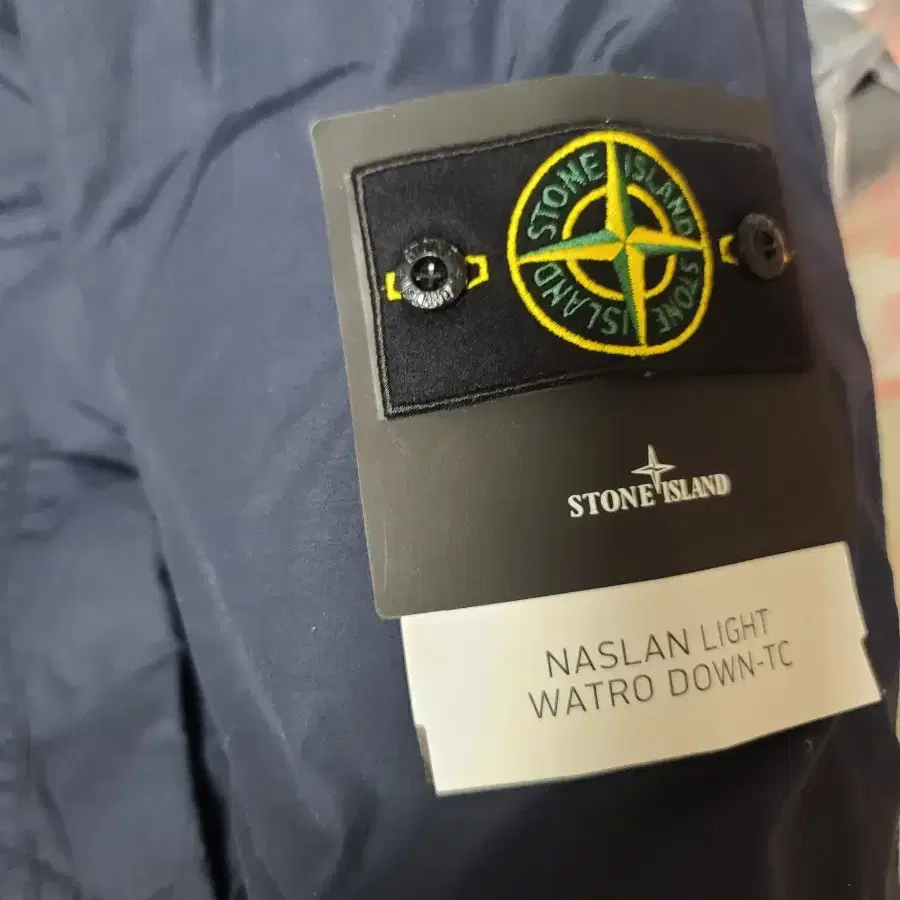 STONE ISLAND
STONE ISLAND
STONE ISLAND
NASLAN LIGHT
WATRO DOWN-TC